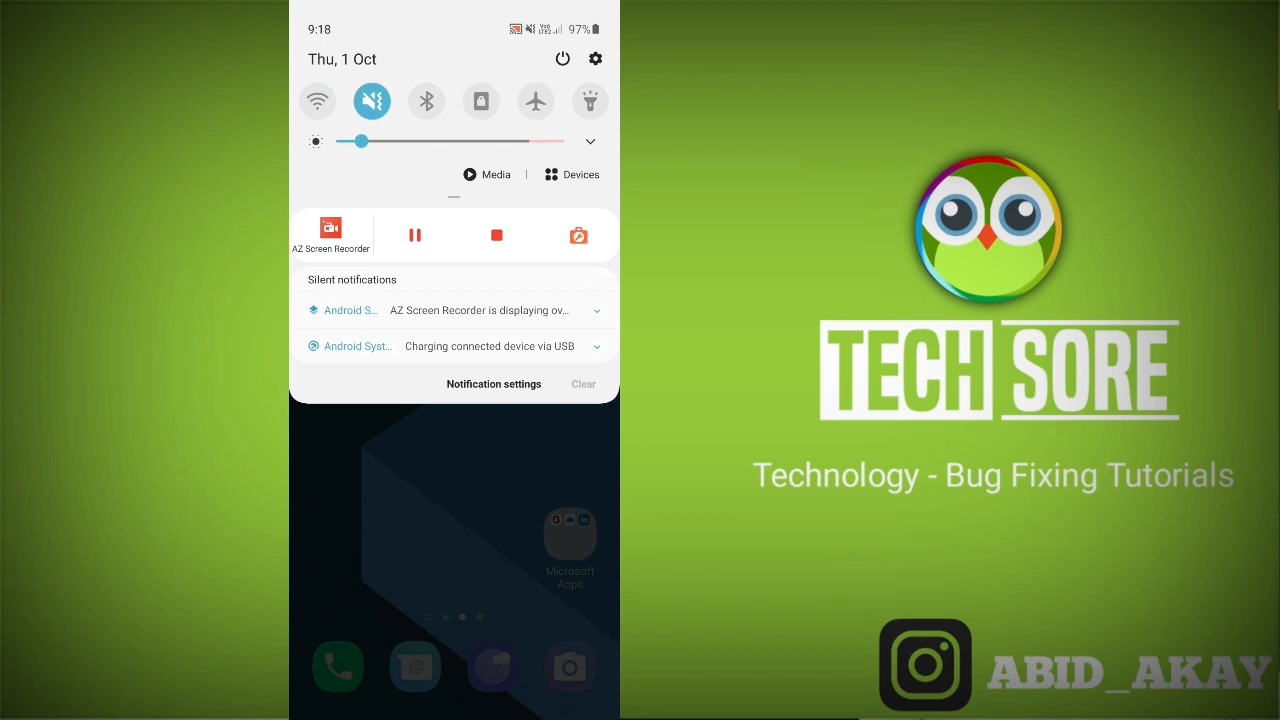 9:18
Vo))
LTE2
97%
Thu, 1 Oct
Media | Devices
AZ Screen Recorder
Silent notifications
Android S... AZ Screen Recorder is displaying ov...
Android Syst... Charging connected device via USB
Notification settings Clear
Microsoft
Apps
TECH SORE
Technology - Bug Fixing Tutorials
ABID_AKAY